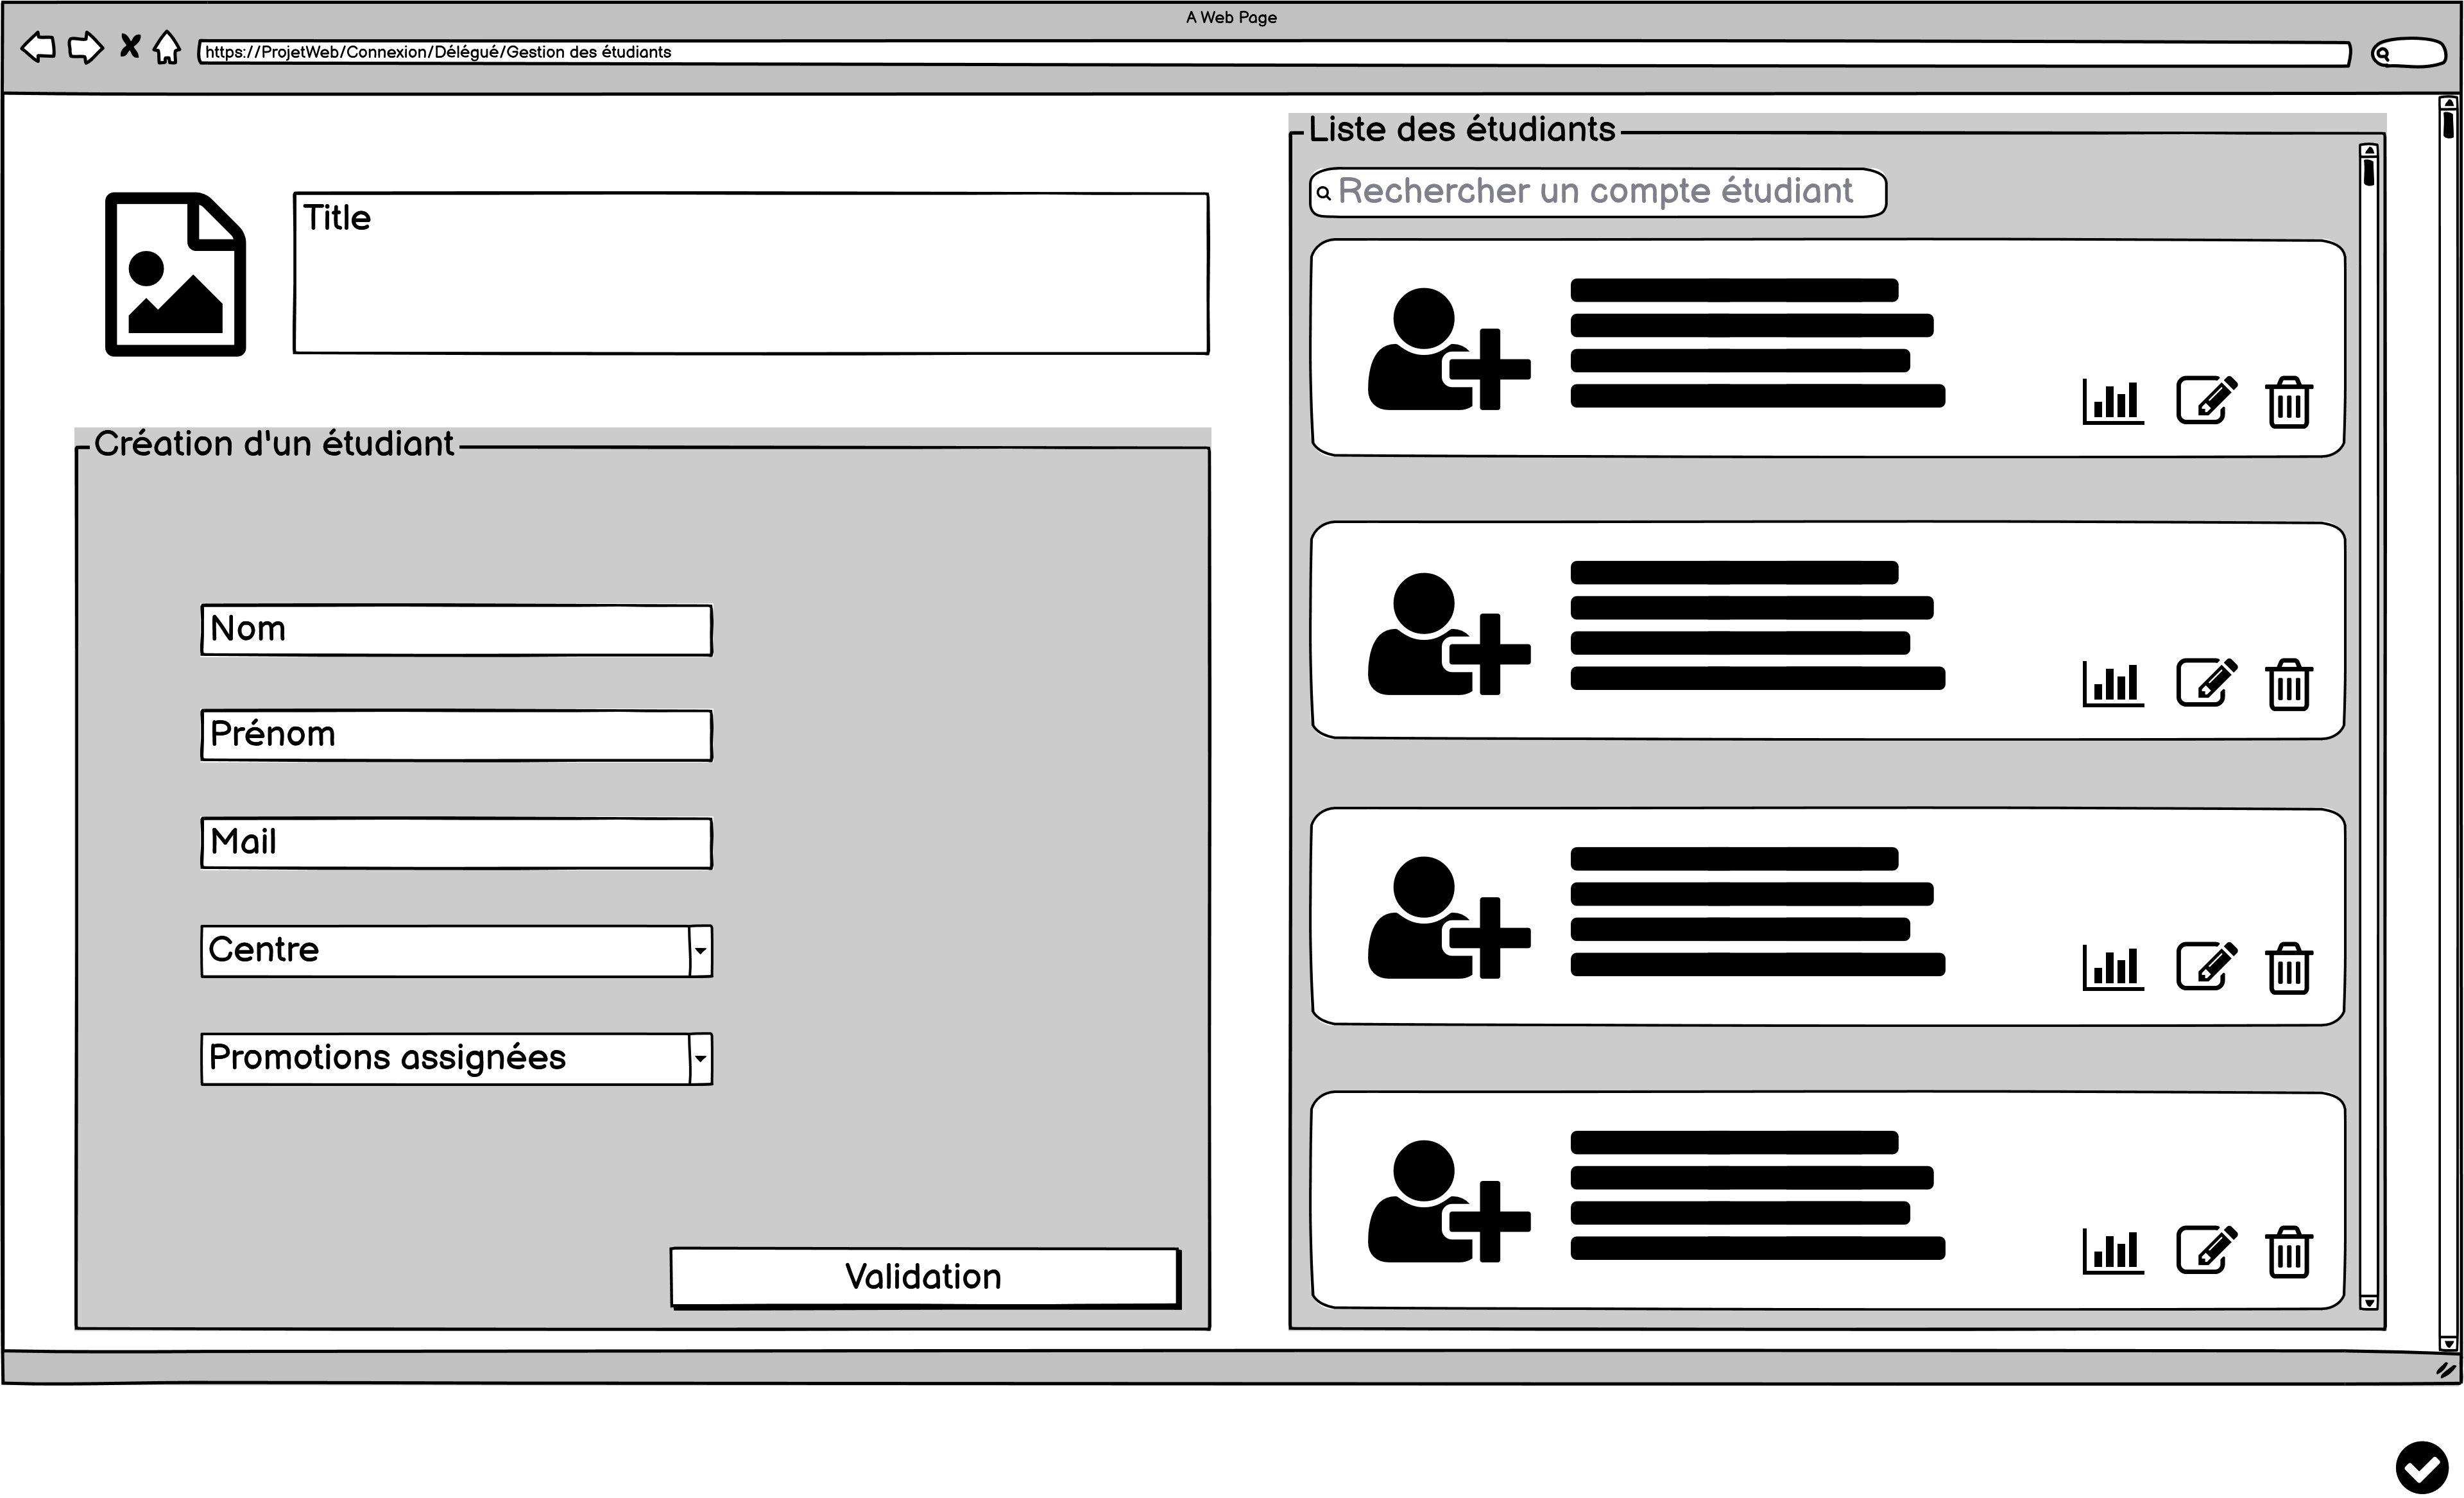 A Web Page
https://ProjetWeb/Connexion/Délégué/Gestion des étudiants
Title
Création d'un étudiant
Nom
Prénom
Mail
Centre
Promotions assignées
Validation
Liste des étudiants
Rechercher un compte étudiant